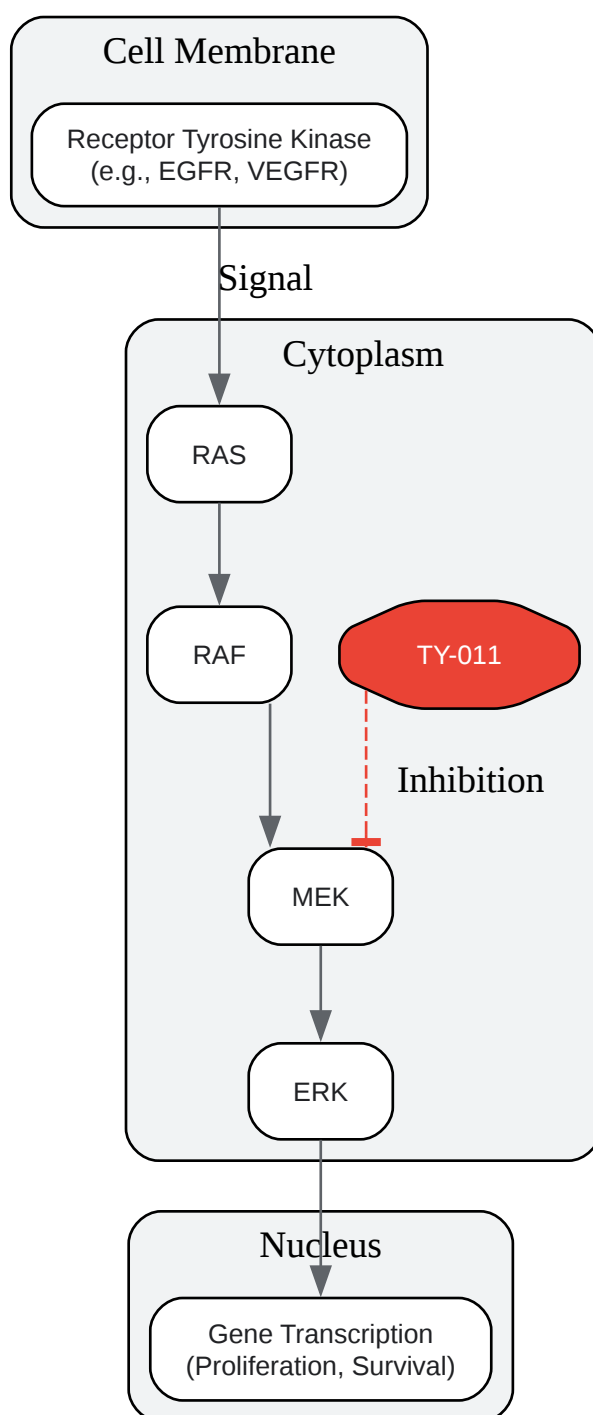 Cell Membrane
Receptor Tyrosine Kinase
(e.g., EGFR, VEGFR)
Signal
Cytoplasm
RAS
RAF
TY-011
Inhibition
MEK
ERK
Nucleus
Gene Transcription
(Proliferation, Survival)